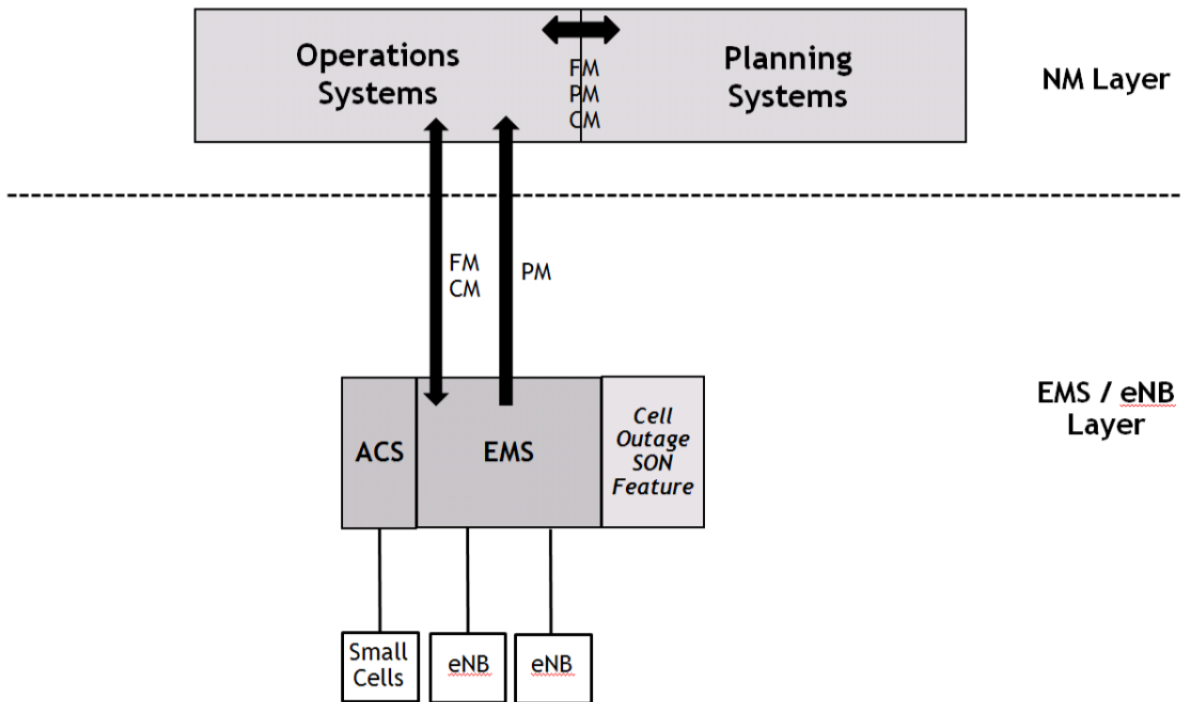 Operations
Systems
FM
PM
CM
Planning
Systems
NM Layer
FM
CM
PM
ACS
EMS
Cell
Outage
SON
Feature
EMS / eNB
Layer
Small
Cells
eNB
eNB